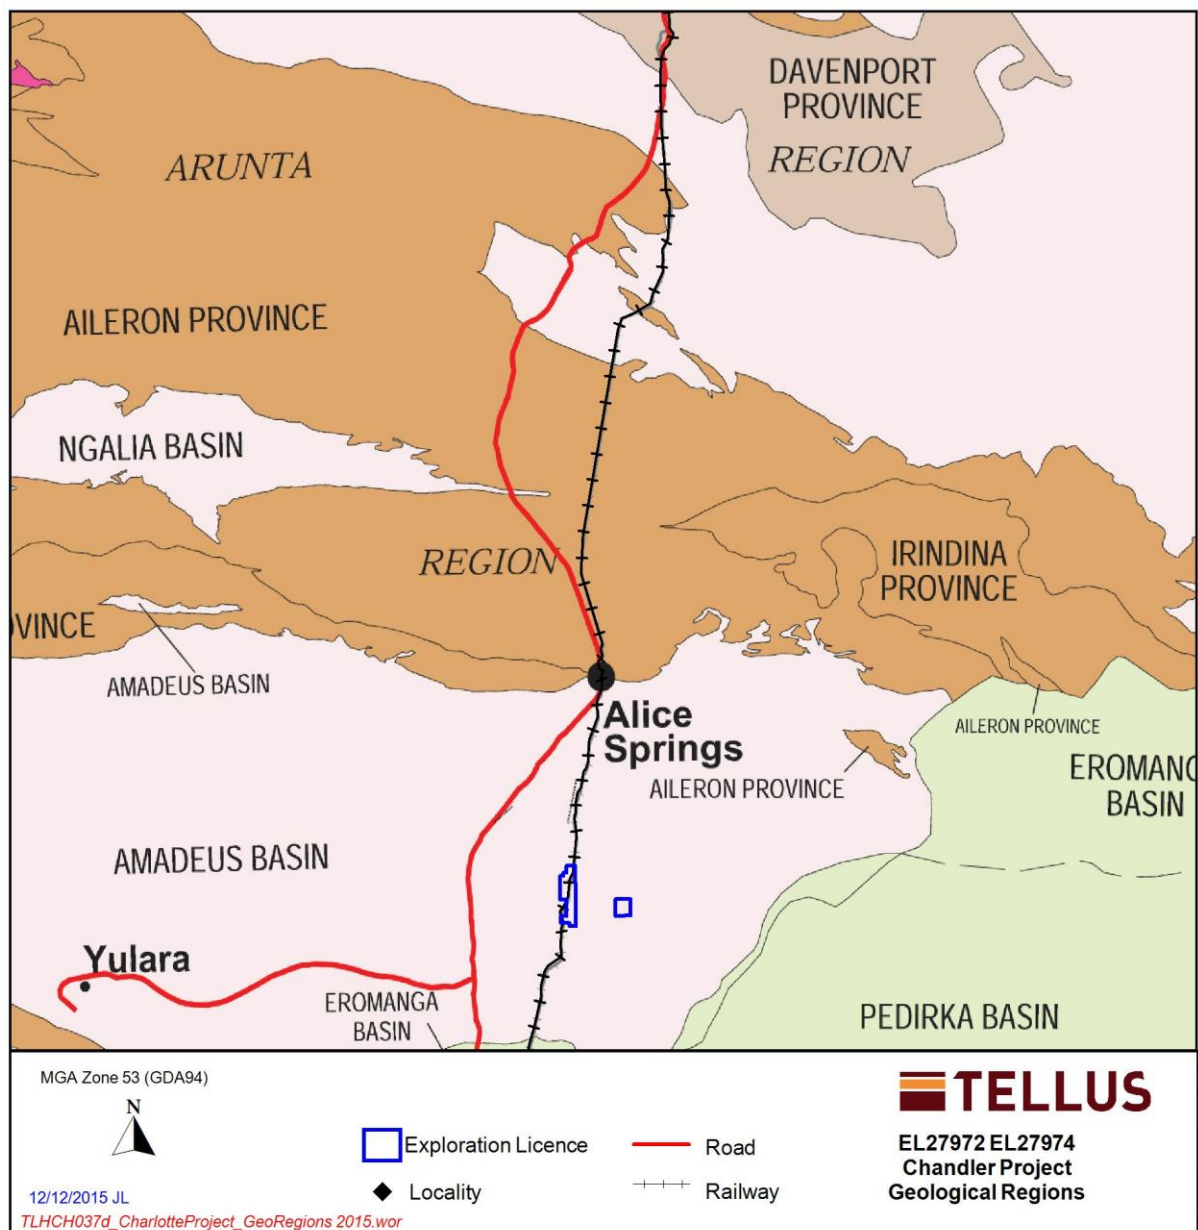 DAVENPORT
PROVINCE
REGION
ARUNTA
AILERON PROVINCE
NGALIA BASIN
REGION
IRINDINA
PROVINCE
OVINCE
AMADEUS BASIN
Alice
Springs
AILERON PROVINCE
AILERON PROVINCE
EROMANG
BASIN
AMADEUS BASIN
Yulara
EROMANGA
BASIN
PEDIRKA BASIN
MGA Zone 53 (GDA94)
N
Exploration Licence
Road
Locality
Railway
TELLUS
EL27972 EL27974
Chandler Project
Geological Regions
12/12/2015 JL
TLHCH037d_CharlotteProject_GeoRegions 2015.wor